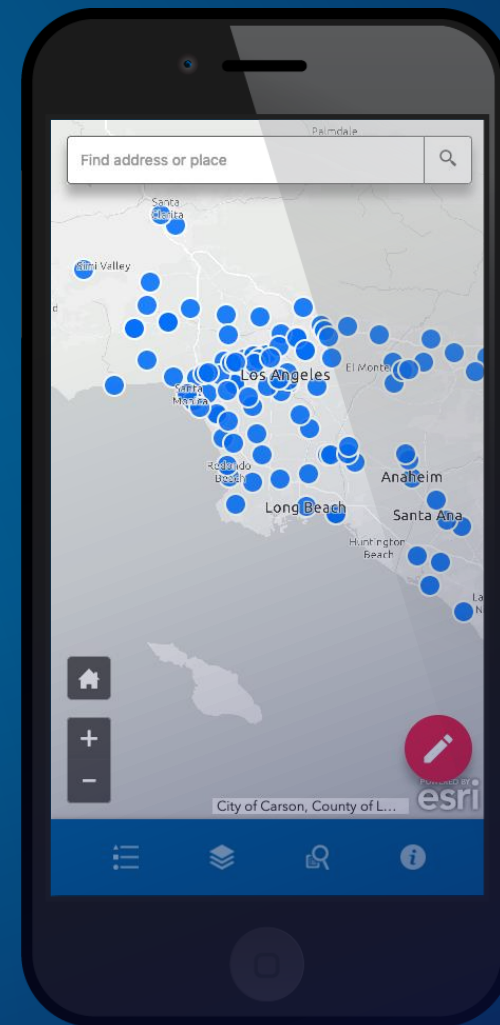 Palmdale
Find address or place
Santa
Clarita
Simi Valley
Los Angeles
El Monte
Santa
Monica
Redondo
Beach
Anaheim
Long Beach
Santa Ana
Huntington
Beach
La
N
+
−
POWERED BY
esri
City of Carson, County of L...